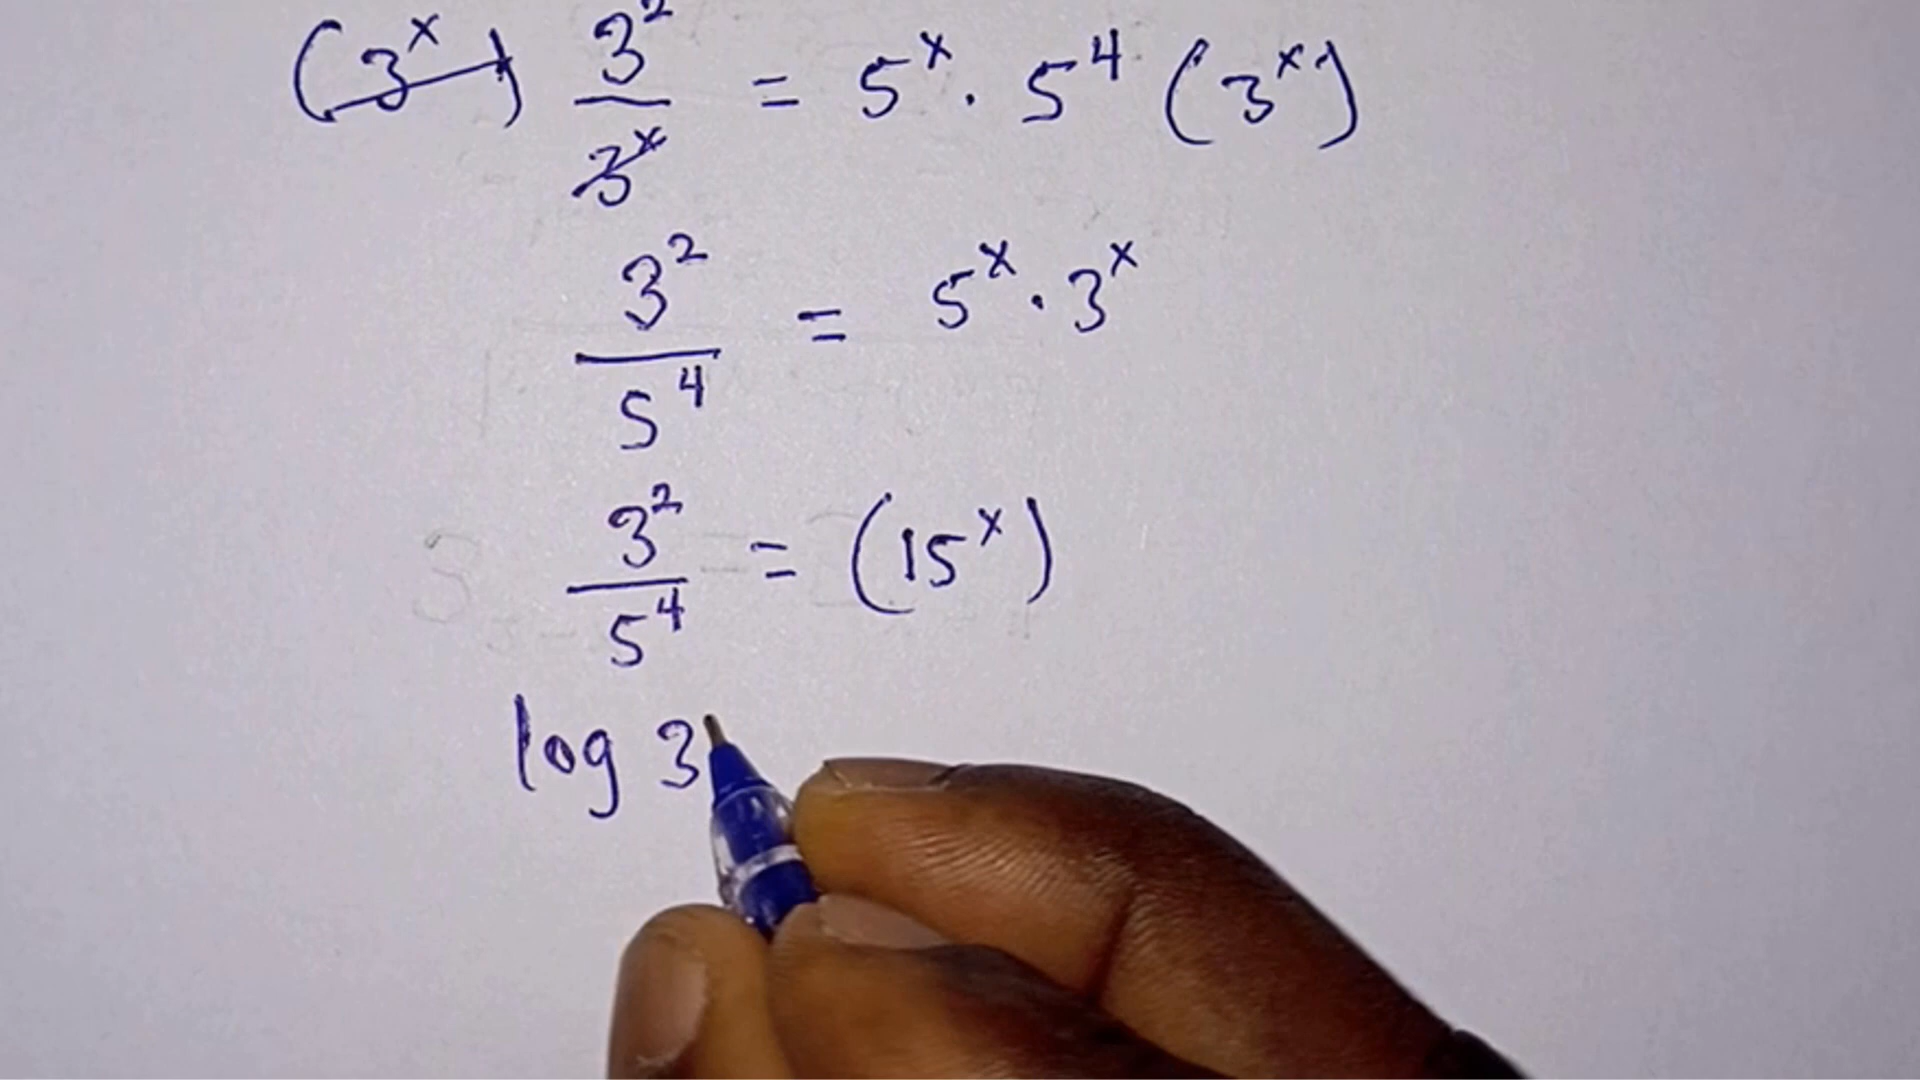 (3^x) 3^2/3^x = 5^x · 5^4 (3^x)
3^2/5^4 = 5^x · 3^x
3^2/5^4 = (15^x)
log 3